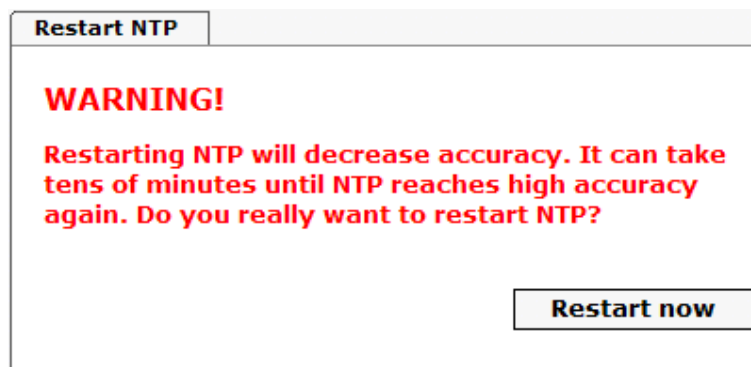 Restart NTP
WARNING!
Restarting NTP will decrease accuracy. It can take
tens of minutes until NTP reaches high accuracy
again. Do you really want to restart NTP?
Restart now